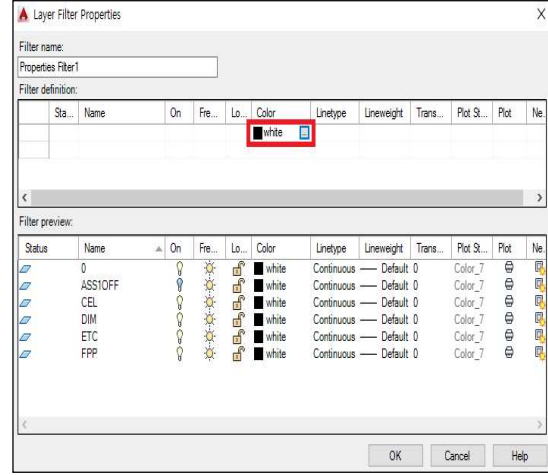 Layer Filter Properties X
Filter name:
Properties Filter1
Filter definition:
Sta... Name On Fre... Lo... Color Linetype Lineweight Trans... Plot St... Plot Ne.
white
Filter preview:
Status Name On Fre... Lo... Color Linetype Lineweight Trans... Plot St... Plot Ne.
0 white Continuous Default 0 Color_7
ASS1OFF white Continuous Default 0 Color_7
CEL white Continuous Default 0 Color_7
DIM white Continuous Default 0 Color_7
ETC white Continuous Default 0 Color_7
FPP white Continuous Default 0 Color_7
OK Cancel Help